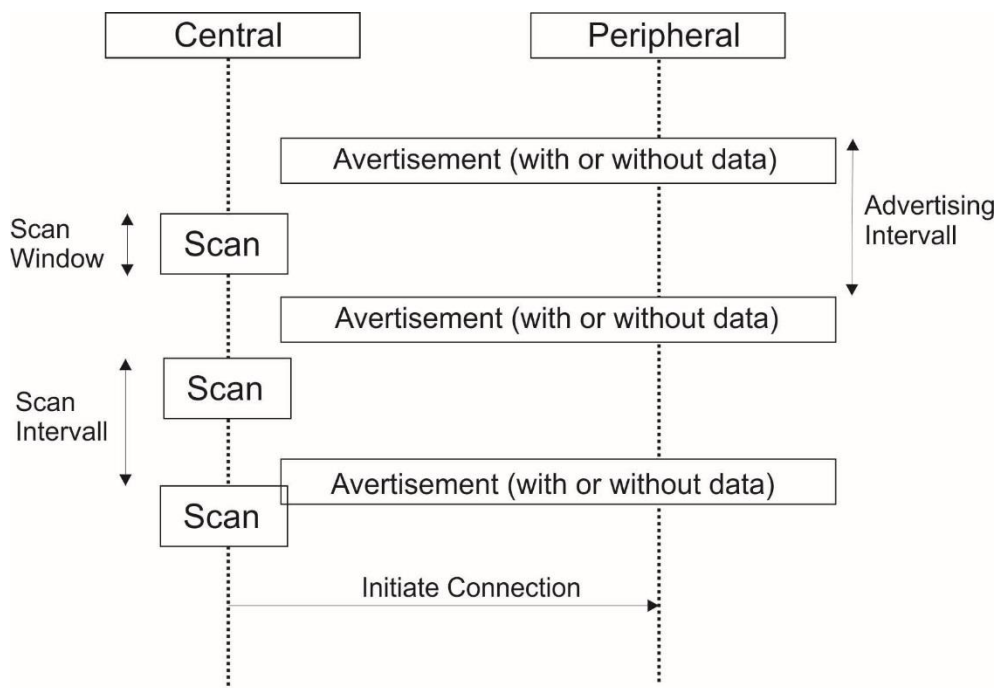 Central
Peripheral
Avertisement (with or without data)
Advertising
Intervall
Scan
Window
Scan
Avertisement (with or without data)
Scan
Scan
Intervall
Avertisement (with or without data)
Scan
Initiate Connection